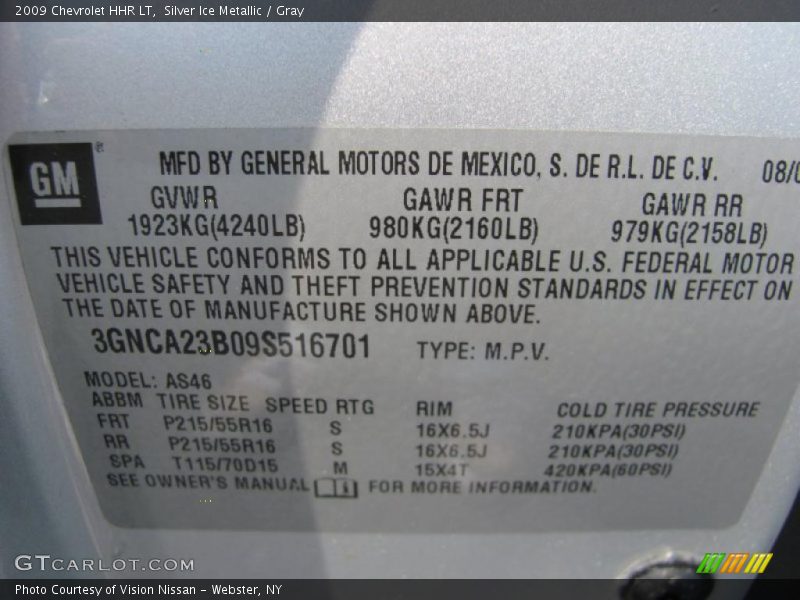 2009 Chevrolet HHR LT, Silver Ice Metallic / Gray
GM ®
MFD BY GENERAL MOTORS DE MEXICO, S. DE R.L. DE C.V. 08/0
GVWR GAWR FRT GAWR RR
1923KG(4240LB) 980KG(2160LB) 979KG(2158LB)
THIS VEHICLE CONFORMS TO ALL APPLICABLE U.S. FEDERAL MOTOR
VEHICLE SAFETY AND THEFT PREVENTION STANDARDS IN EFFECT ON
THE DATE OF MANUFACTURE SHOWN ABOVE.
3GNCA23B09S516701 TYPE: M.P.V.
MODEL: AS46
ABBM TIRE SIZE SPEED RTG RIM COLD TIRE PRESSURE
FRT P215/55R16 S 16X6.5J 210KPA(30PSI)
RR P215/55R16 S 16X6.5J 210KPA(30PSI)
SPA T115/70D15 M 15X4T 420KPA(60PSI)
SEE OWNER'S MANUAL FOR MORE INFORMATION.
GTCARLOT.COM
Photo Courtesy of Vision Nissan - Webster, NY